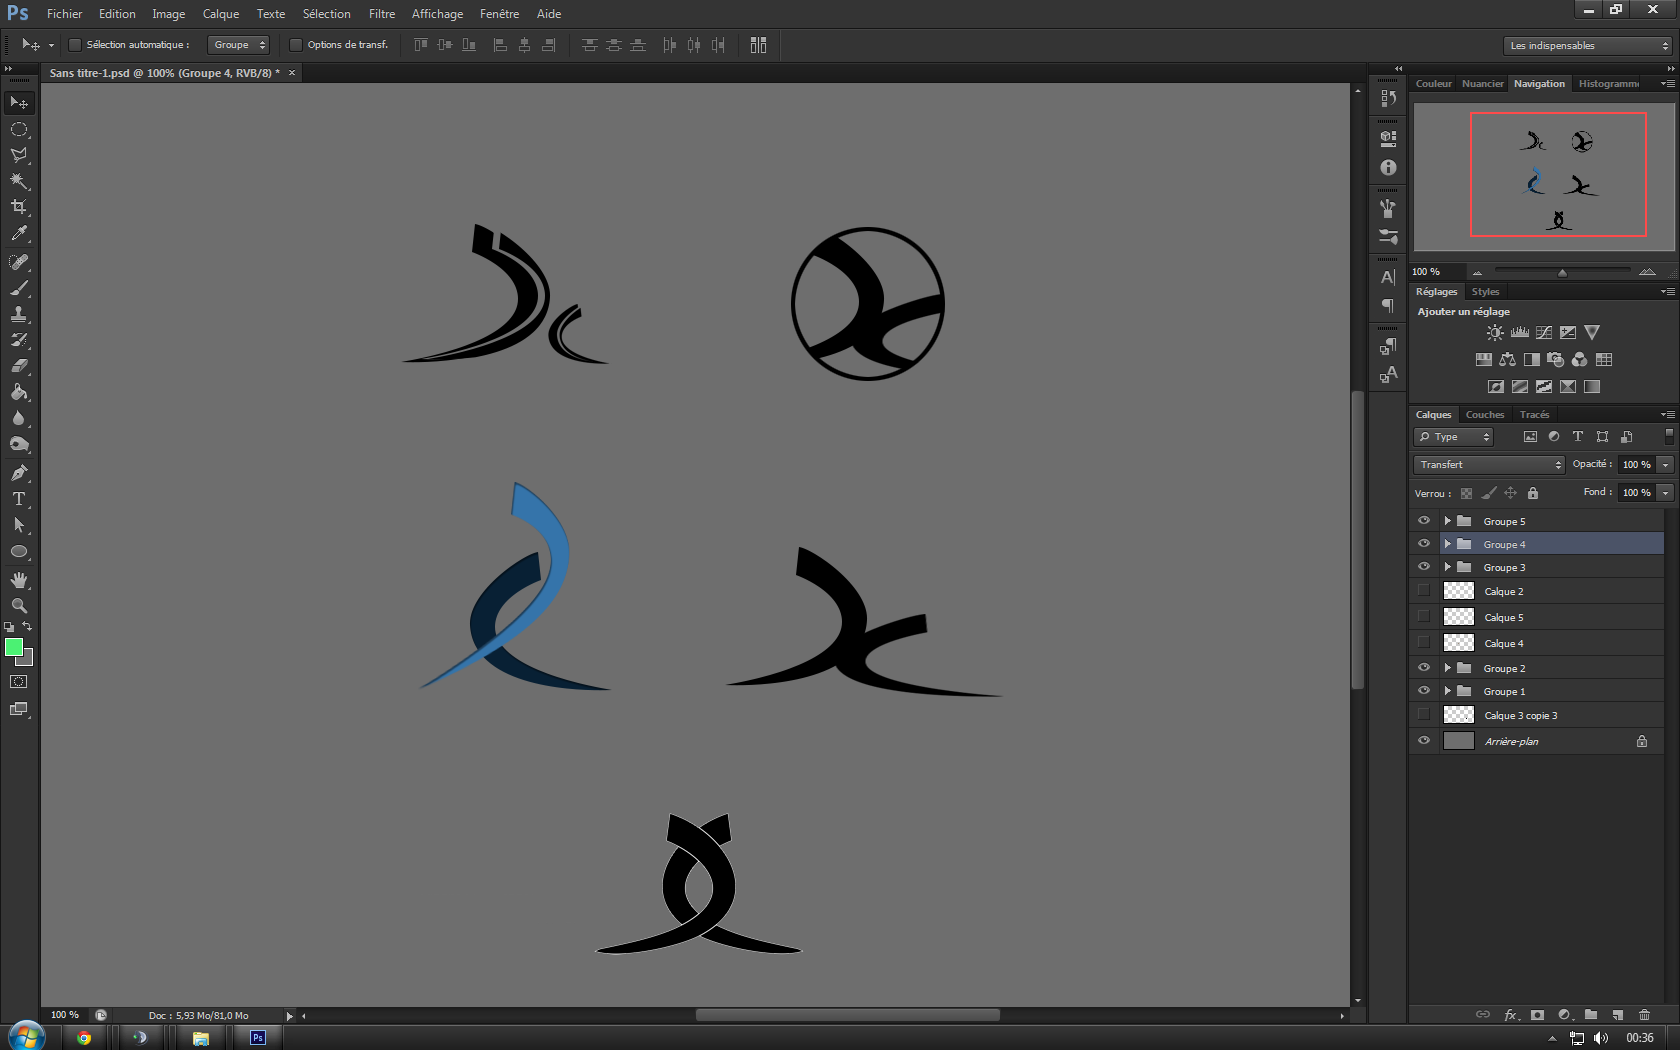 Ps Fichier Edition Image Calque Texte Sélection Filtre Affichage Fenêtre Aide
Sélection automatique : Groupe Options de transf. Les indispensables
Sans titre-1.psd @ 100% (Groupe 4, RVB/8) * ×
Couleur Nuancier Navigation Histogramme
100 %
Réglages Styles
Ajouter un réglage
Calques Couches Tracés
Type
Transfert Opacité : 100 %
Verrou : Fond : 100 %
Groupe 5
Groupe 4
Groupe 3
Calque 2
Calque 5
Calque 4
Groupe 2
Groupe 1
Calque 3 copie 3
Arrière-plan
fx
100 % Doc : 5,93 Mo/81,0 Mo
Ps 00:36